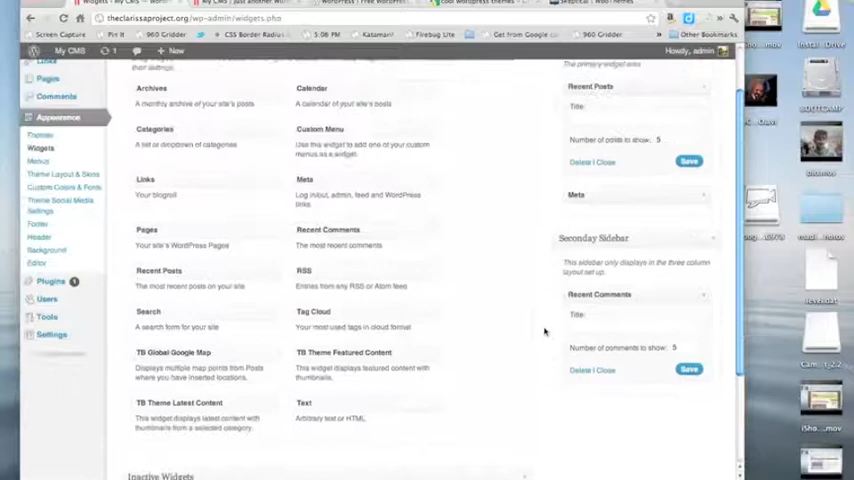 theclarissaproject.org/wp-admin/widgets.php
Screen Capture Pin It 960 Gridder CSS Border Radius 5:06 PM Katamari Firebug Lite Get from Google 960 Gridder Other Bookmarks
My CMS 1 New Howdy, admin
Links
Pages
Comments
Appearance
Themes
Widgets
Menus
Theme Layout & Skins
Custom Colors & Fonts
Theme Social Media
Settings
Footer
Header
Background
Editor
Plugins 1
Users
Tools
Settings
their settings.
Archives
A monthly archive of your site's posts
Calendar
A calendar of your site's posts
Categories
A list or dropdown of categories
Custom Menu
Use this widget to add one of your custom
menus as a widget.
Links
Your blogroll
Meta
Log in/out, admin, feed and WordPress
links
Pages
Your site's WordPress Pages
Recent Comments
The most recent comments
Recent Posts
The most recent posts on your site
RSS
Entries from any RSS or Atom feed
Search
A search form for your site
Tag Cloud
Your most used tags in cloud format
TB Global Google Map
Displays multiple map points from Posts
where you have inserted locations.
TB Theme Featured Content
This widget displays featured content with
thumbnails.
TB Theme Latest Content
This widget displays latest content with
thumbnails from a selected category.
Text
Arbitrary text or HTML
Inactive Widgets
The primary widget area
Recent Posts
Title:
Number of posts to show: 5
Delete | Close Save
Meta
Seconday Sidebar
This sidebar only displays in the three column
layout set up.
Recent Comments
Title:
Number of comments to show: 5
Delete | Close Save
BOOTCAMP